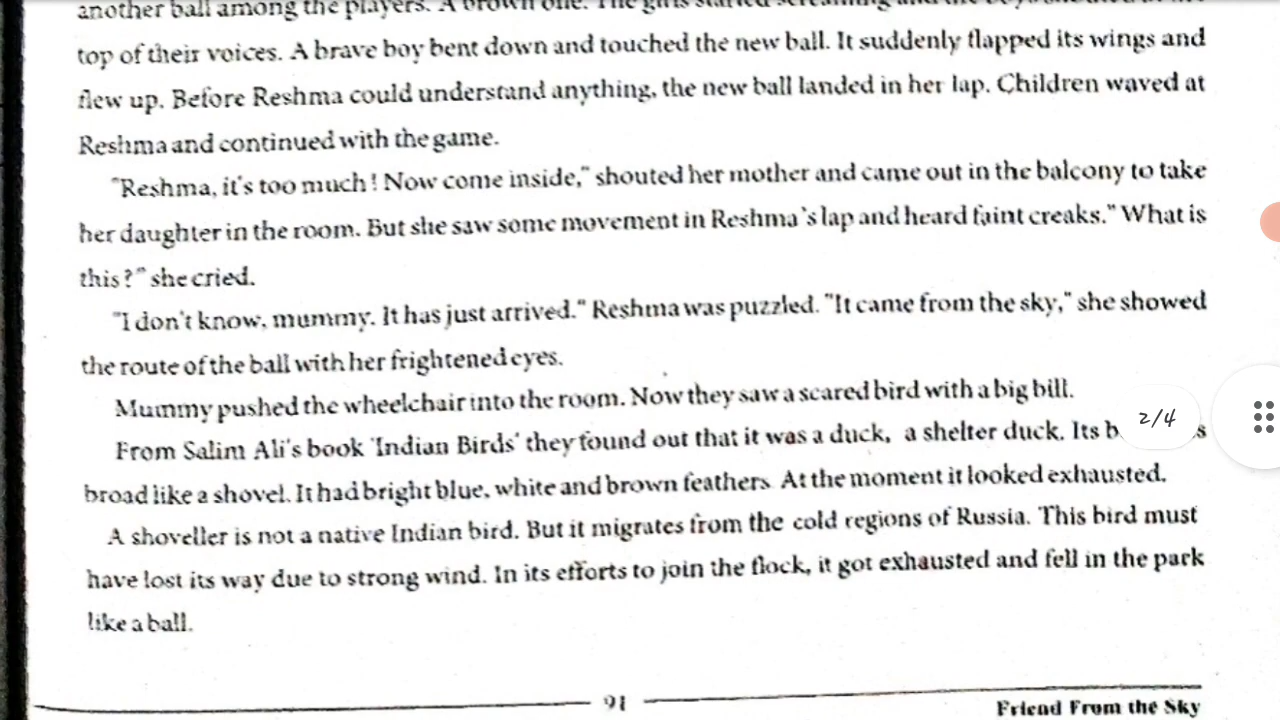 another ball among the players. A brown one. The girls started screaming and the boys shouted at the
top of their voices. A brave boy bent down and touched the new ball. It suddenly flapped its wings and
flew up. Before Reshma could understand anything, the new ball landed in her lap. Children waved at
Reshma and continued with the game.
"Reshma, it's too much! Now come inside," shouted her mother and came out in the balcony to take
her daughter in the room. But she saw some movement in Reshma's lap and heard faint creaks." What is
this?" she cried.
"I don't know, mummy. It has just arrived." Reshma was puzzled. "It came from the sky," she showed
the route of the ball with her frightened eyes.
Mummy pushed the wheelchair into the room. Now they saw a scared bird with a big bill.
From Salim Ali's book 'Indian Birds' they found out that it was a duck, a shelter duck. Its
broad like a shovel. It had bright blue, white and brown feathers. At the moment it looked exhausted.
A shoveller is not a native Indian bird. But it migrates from the cold regions of Russia. This bird must
have lost its way due to strong wind. In its efforts to join the flock, it got exhausted and fell in the park
like a ball.
2/4
91
Friend From the Sky